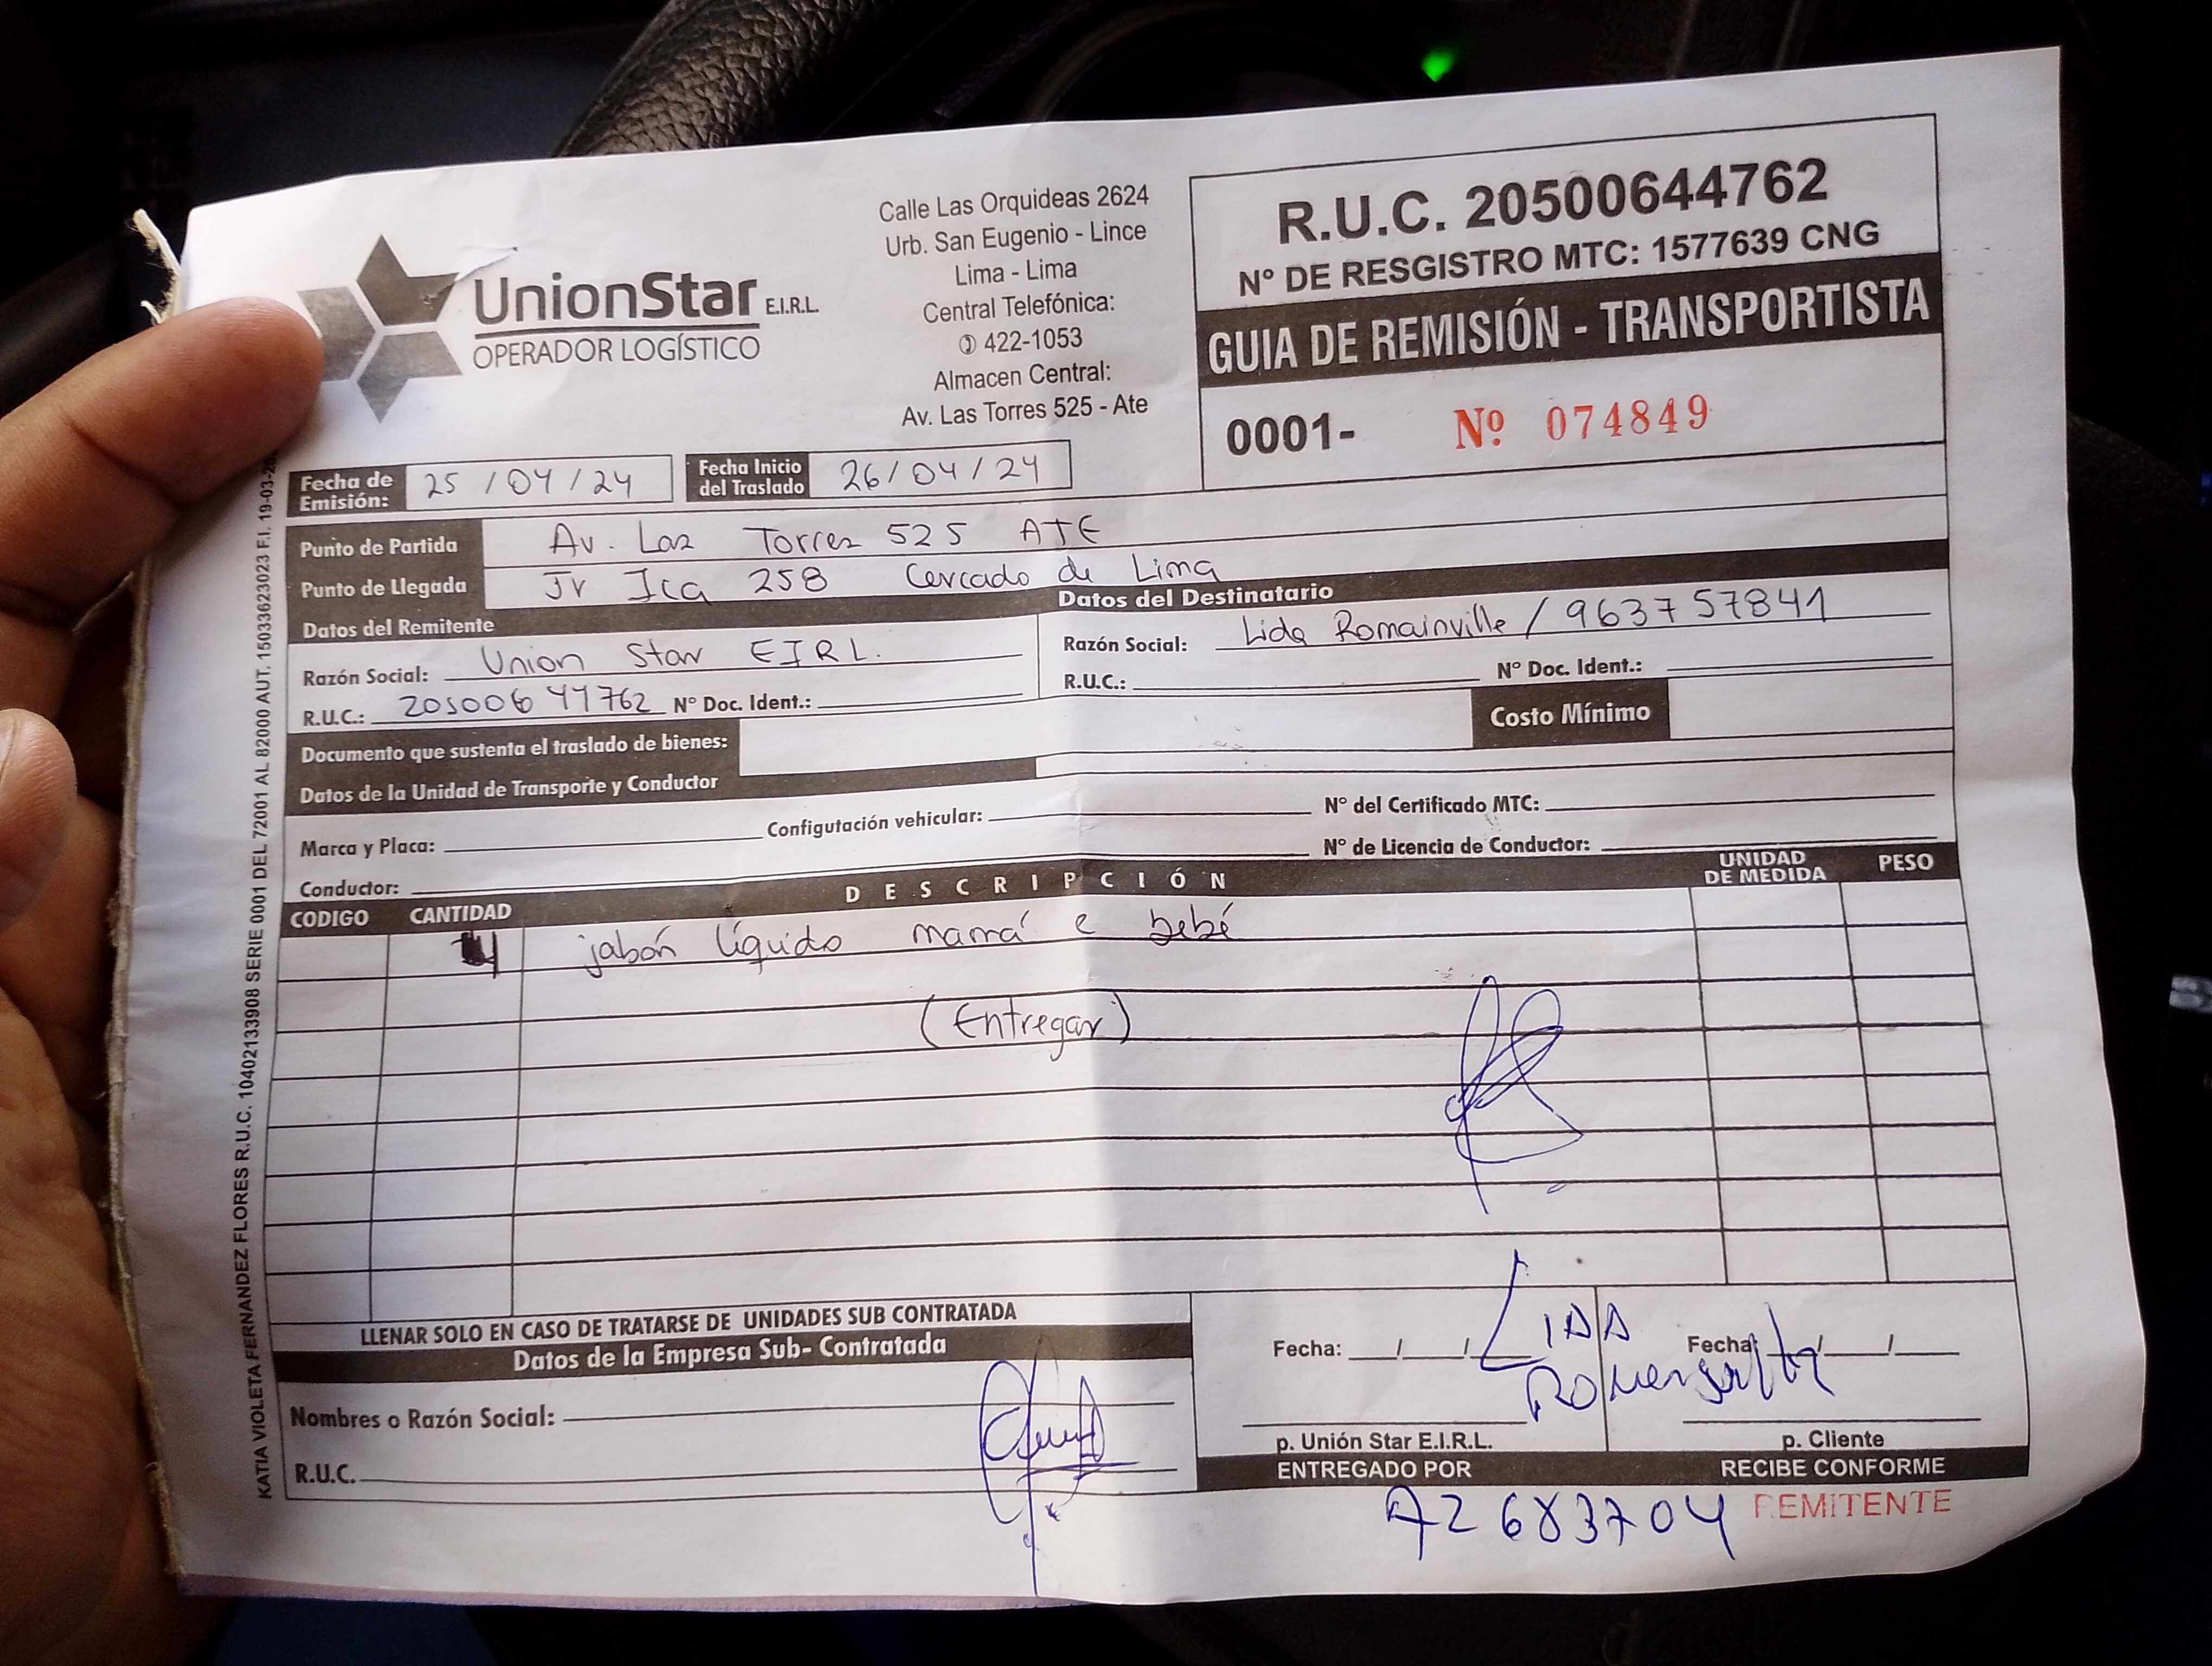 UnionStar E.I.R.L.
OPERADOR LOGÍSTICO
Calle Las Orquideas 2624
Urb. San Eugenio - Lince
Lima - Lima
Central Telefónica:
422-1053
Almacen Central:
Av. Las Torres 525 - Ate
R.U.C. 20500644762
Nº DE RESGISTRO MTC: 1577639 CNG
GUIA DE REMISIÓN - TRANSPORTISTA
0001- Nº 074849
Fecha de Emisión: 25 / 04 / 24 Fecha Inicio del Traslado 26 / 04 / 24
Punto de Partida Av. Las Torres 525 ATE
Punto de Llegada Jr Ica 258 Cercado de Lima
Datos del Remitente
Razón Social: Union Star EIRL.
R.U.C.: 20500644762 Nº Doc. Ident.:
Datos del Destinatario
Razón Social: Lida Romainville / 963757841
R.U.C.: Nº Doc. Ident.:
Documento que sustenta el traslado de bienes:
Costo Mínimo
Datos de la Unidad de Transporte y Conductor
Marca y Placa: Configutación vehicular: Nº del Certificado MTC:
Conductor: Nº de Licencia de Conductor:
CODIGO CANTIDAD DESCRIPCIÓN UNIDAD DE MEDIDA PESO
4 jabón líquido mamá e bebé
(Entregar)
LLENAR SOLO EN CASO DE TRATARSE DE UNIDADES SUB CONTRATADA
Datos de la Empresa Sub- Contratada
Nombres o Razón Social:
R.U.C.
Fecha: / / Fecha: / /
LIDA
p. Unión Star E.I.R.L. p. Cliente
ENTREGADO POR RECIBE CONFORME
REMITENTE
KATIA VIOLETA FERNANDEZ FLORES R.U.C. 10402133908 SERIE 0001 DEL 72001 AL 82000 AUT. 15033623023 F.I. 19-03-